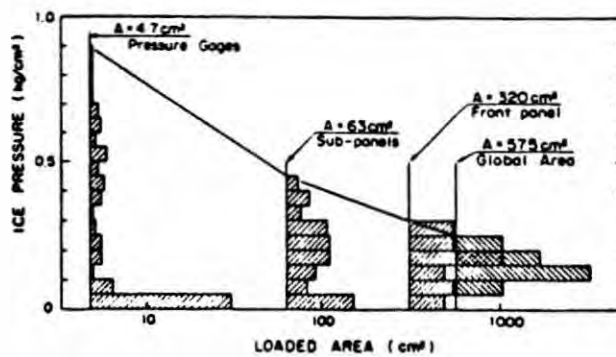 ICE PRESSURE (kg/cm²)
1.0
0.5
0
A = 4.7 cm²
Pressure Gages
A = 63 cm²
Sub-panels
A = 320 cm²
Front panel
A = 575 cm²
Global Area
10
100
1000
LOADED AREA (cm²)